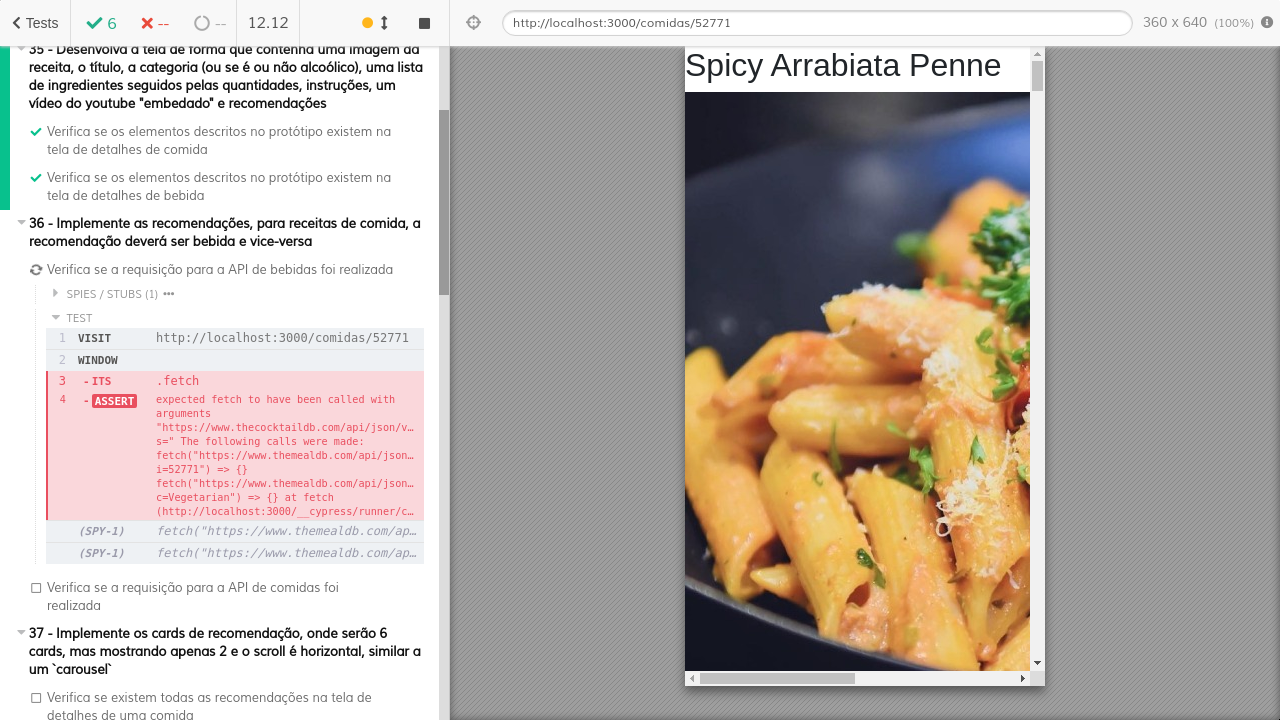 Tests
6
--
--
12.12
http://localhost:3000/comidas/52771
360 x 640 (100%)
35 - Desenvolva a tela de forma que contenha uma imagem da
receita, o título, a categoria (ou se é ou não alcoólico), uma lista
de ingredientes seguidos pelas quantidades, instruções, um
vídeo do youtube "embedado" e recomendações
Verifica se os elementos descritos no protótipo existem na
tela de detalhes de comida
Verifica se os elementos descritos no protótipo existem na
tela de detalhes de bebida
36 - Implemente as recomendações, para receitas de comida, a
recomendação deverá ser bebida e vice-versa
Verifica se a requisição para a API de bebidas foi realizada
SPIES / STUBS (1) •••
TEST
1 VISIT http://localhost:3000/comidas/52771
2 WINDOW
3 - ITS .fetch
4 - ASSERT expected fetch to have been called with
arguments
"https://www.thecocktaildb.com/api/json/v…
s=" The following calls were made:
fetch("https://www.themealdb.com/api/json…
i=52771") => {}
fetch("https://www.themealdb.com/api/json…
c=Vegetarian") => {} at fetch
(http://localhost:3000/__cypress/runner/c…
(SPY-1) fetch("https://www.themealdb.com/ap…
(SPY-1) fetch("https://www.themealdb.com/ap…
Verifica se a requisição para a API de comidas foi
realizada
37 - Implemente os cards de recomendação, onde serão 6
cards, mas mostrando apenas 2 e o scroll é horizontal, similar a
um `carousel`
Verifica se existem todas as recomendações na tela de
detalhes de uma comida
Spicy Arrabiata Penne